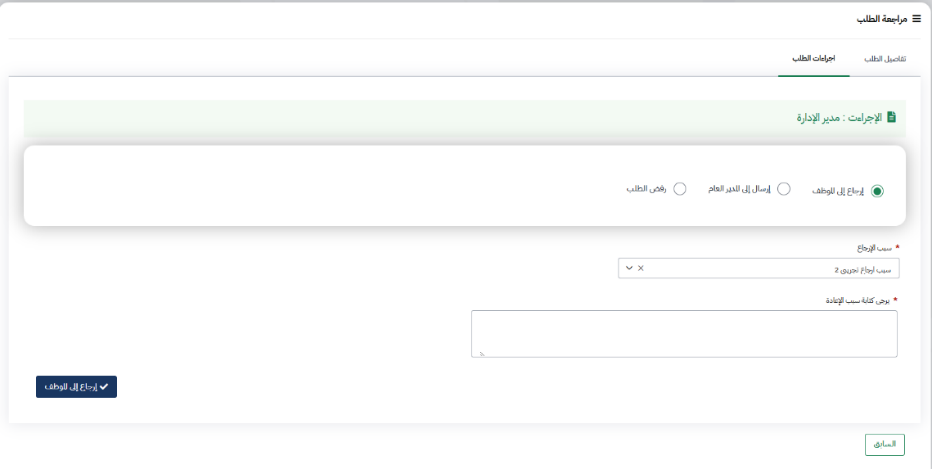 مراجعة الطلب
تفاصيل الطلب
اجراءات الطلب
الإجراءت : مدير الإدارة
إرجاع إلى الموظف
إرسال إلى المدير العام
رفض الطلب
* سبب الإرجاع
سبب ارجاع تجريبي 2
* يرجى كتابة سبب الإعادة
إرجاع إلى الموظف
السابق